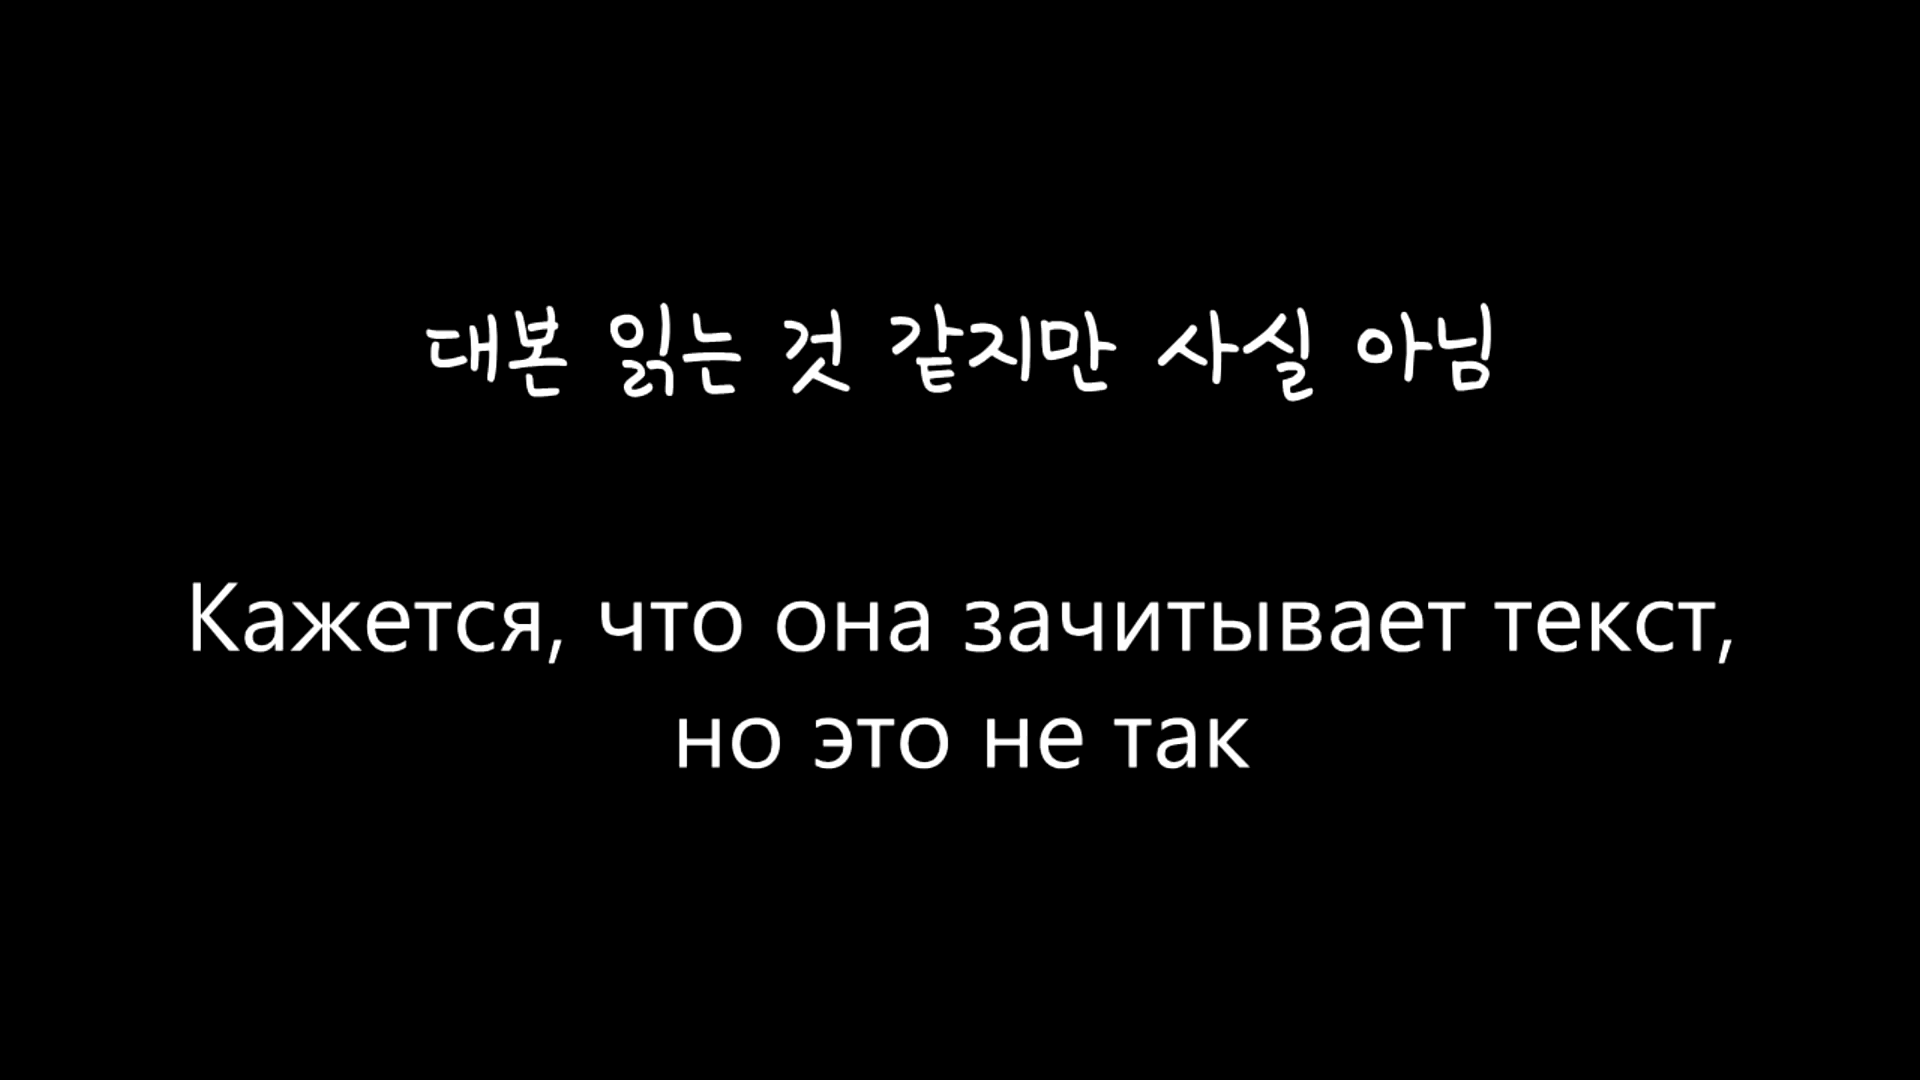 대본 읽는 것 같지만 사실 아님
Кажется, что она зачитывает текст,
но это не так